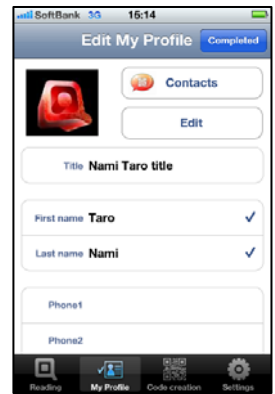 SoftBank 3G 15:14
Edit My Profile Completed
Contacts
Edit
Title Nami Taro title
First name Taro
Last name Nami
Phone1
Phone2
Reading My Profile Code creation Settings